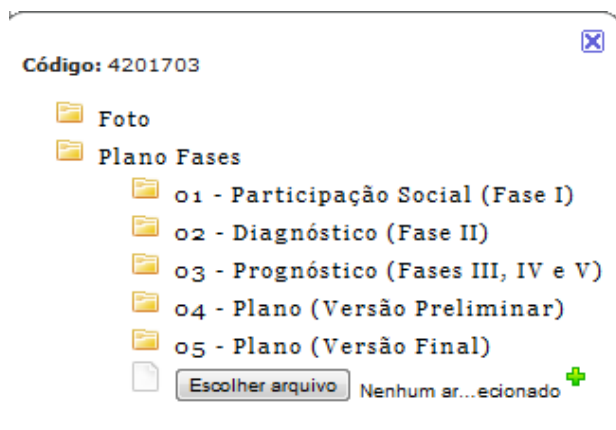 Código: 4201703
Foto
Plano Fases
01 - Participação Social (Fase I)
02 - Diagnóstico (Fase II)
03 - Prognóstico (Fases III, IV e V)
04 - Plano (Versão Preliminar)
05 - Plano (Versão Final)
Escolher arquivo Nenhum ar...ecionado